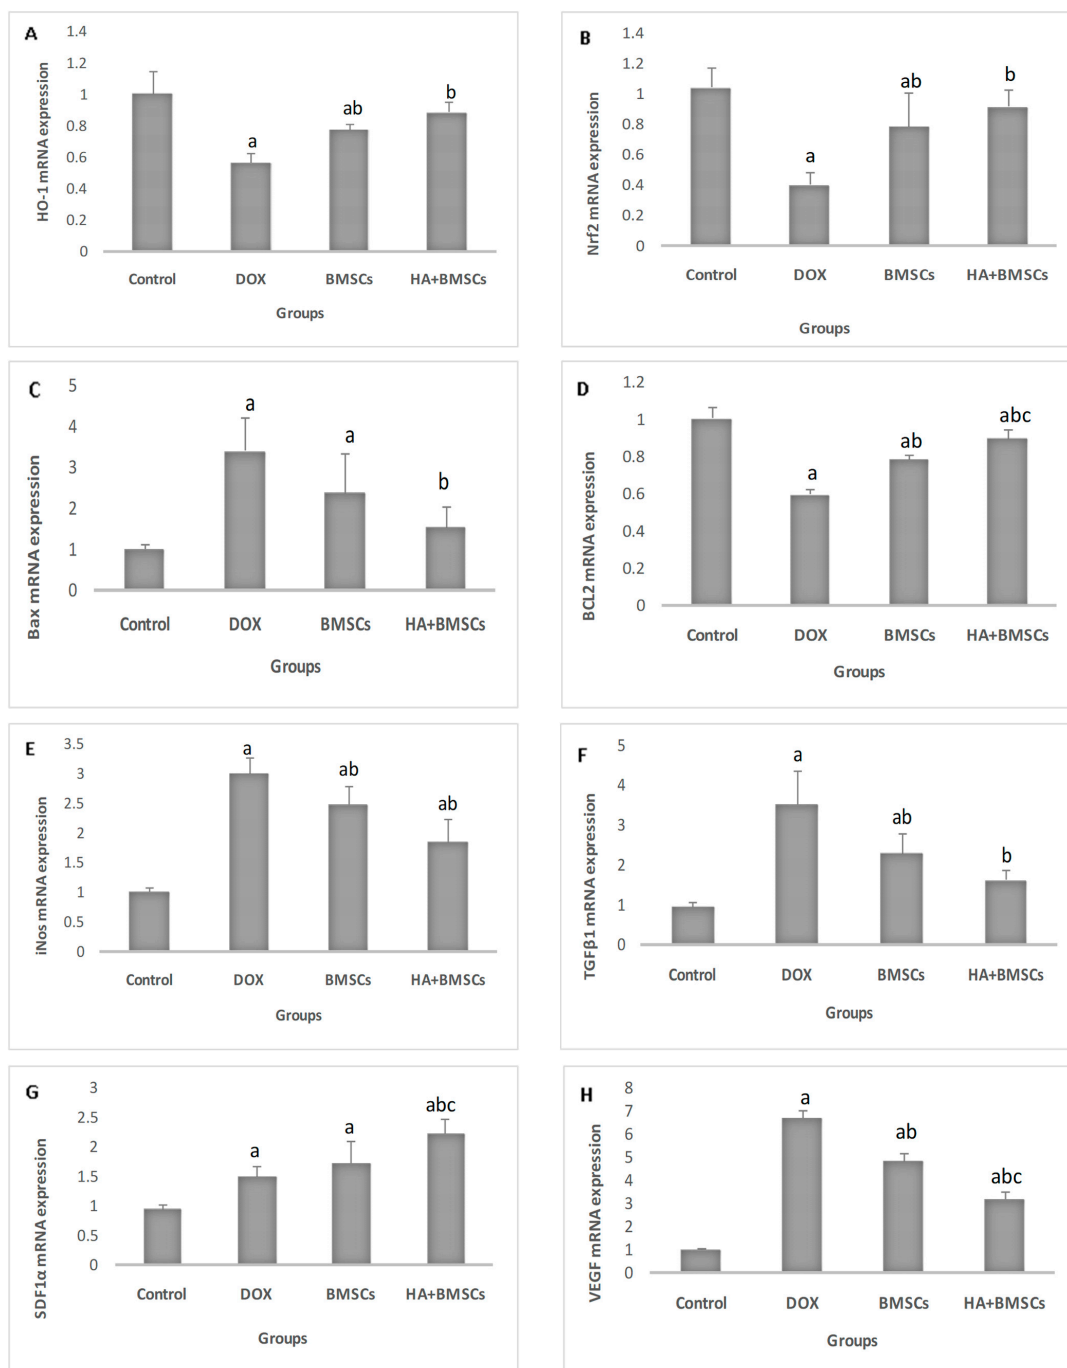 A
HO-1 mRNA expression
1.4
1.2
1
0.8
0.6
0.4
0.2
0
a
ab
b
Control DOX BMSCs HA+BMSCs
Groups
B
Nrf2 mRNA expression
1.4
1.2
1
0.8
0.6
0.4
0.2
0
a
ab
b
Control DOX BMSCs HA+BMSCs
Groups
C
Bax mRNA expression
5
4
3
2
1
0
a
a
b
Control DOX BMSCs HA+BMSCs
Groups
D
BCL2 mRNA expression
1.2
1
0.8
0.6
0.4
0.2
0
a
ab
abc
Control DOX BMSCs HA+BMSCs
Groups
E
iNos mRNA expression
3.5
3
2.5
2
1.5
1
0.5
0
a
ab
ab
Control DOX BMSCs HA+BMSCs
Groups
F
TGFβ1 mRNA expression
5
4
3
2
1
0
a
ab
b
Control DOX BMSCs HA+BMSCs
Groups
G
SDF1α mRNA expression
3
2.5
2
1.5
1
0.5
0
a
a
abc
Control DOX BMSCs HA+BMSCs
Groups
H
VEGF mRNA expression
8
7
6
5
4
3
2
1
0
a
ab
abc
Control DOX BMSCs HA+BMSCs
Groups